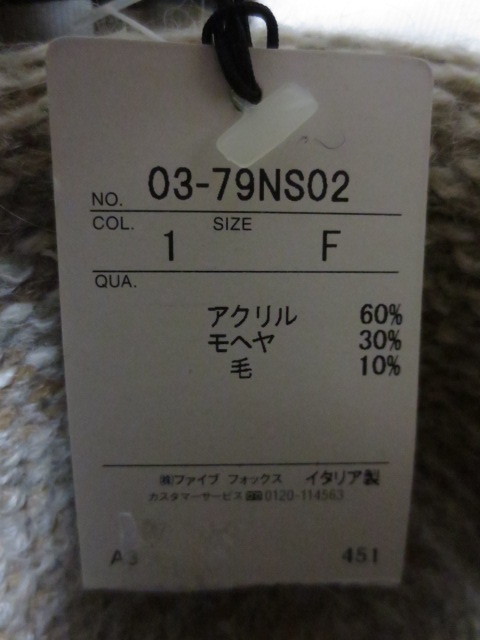 NO. 03-79NS02
COL. 1 SIZE F
QUA.
アクリル 60%
モヘヤ 30%
毛 10%
㈱ファイブ フォックス イタリア製
カスタマーサービス 0120-114563
A3 451